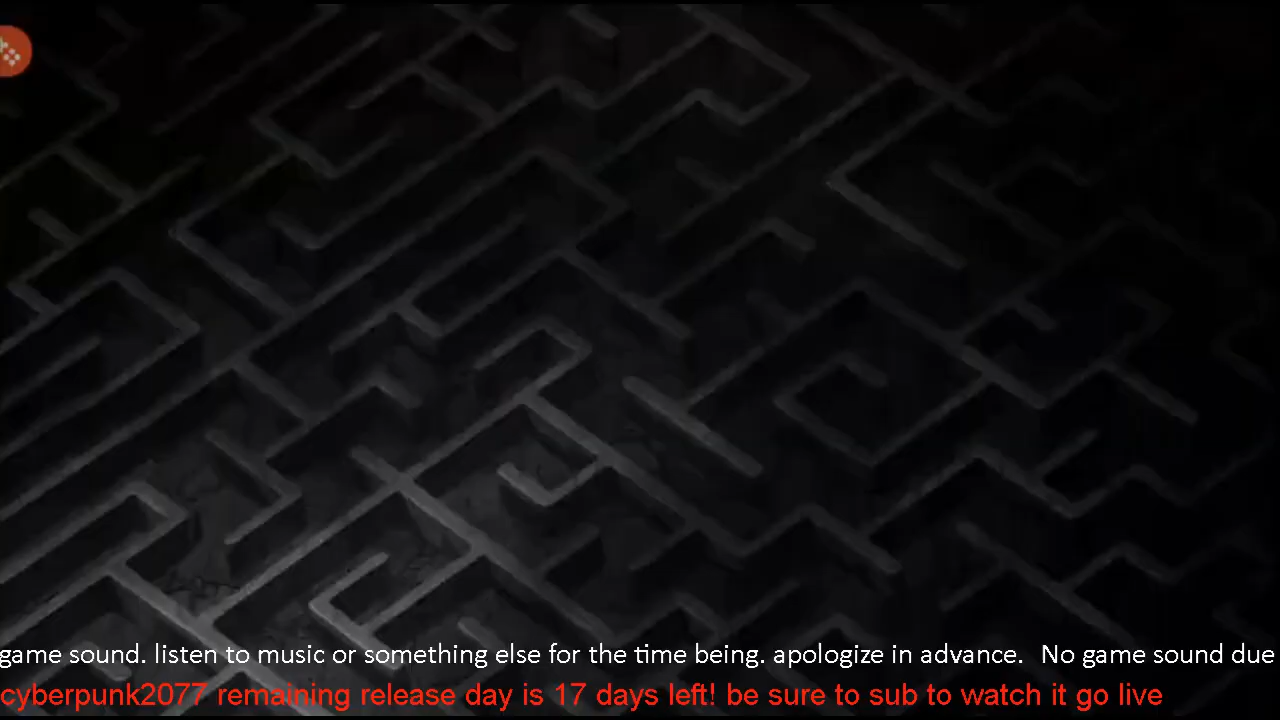 game sound. listen to music or something else for the time being. apologize in advance.   No game sound due
cyberpunk2077 remaining release day is 17 days left! be sure to sub to watch it go live